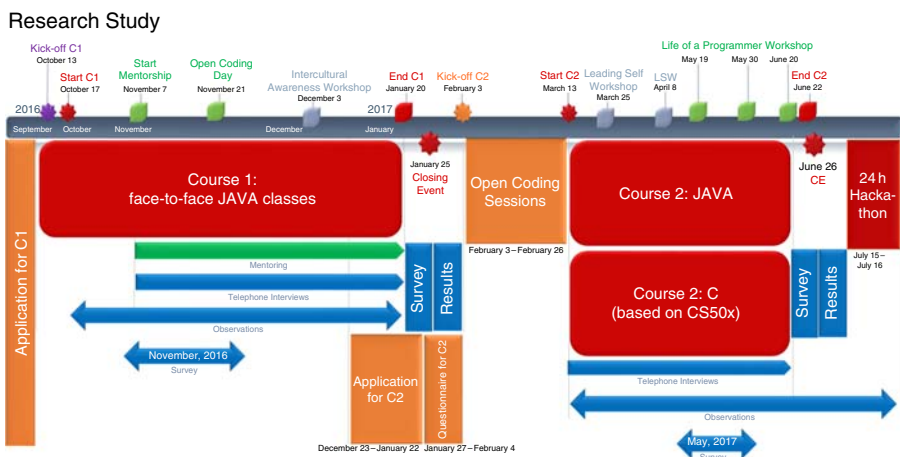 Research Study
Kick-off C1
October 13
Start C1
October 17
Start
Mentorship
November 7
Open Coding
Day
November 21
Intercultural
Awareness Workshop
December 3
End C1
January 20
Kick-off C2
February 3
Start C2
March 13
Leading Self
Workshop
March 25
LSW
April 8
Life of a Programmer Workshop
May 19
May 30
June 20
End C2
June 22
2016
2017
September
October
November
December
January
Application for C1
Course 1:
face-to-face JAVA classes
January 25
Closing
Event
Open Coding
Sessions
February 3–February 26
Course 2: JAVA
June 26
CE
24 h
Hacka-
thon
July 15–
July 16
Mentoring
Telephone Interviews
Observations
Survey
Results
November, 2016
Survey
Application
for C2
December 23–January 22
Questionnaire for C2
January 27–February 4
Course 2: C
(based on CS50x)
Survey
Results
Telephone Interviews
Observations
May, 2017
Survey